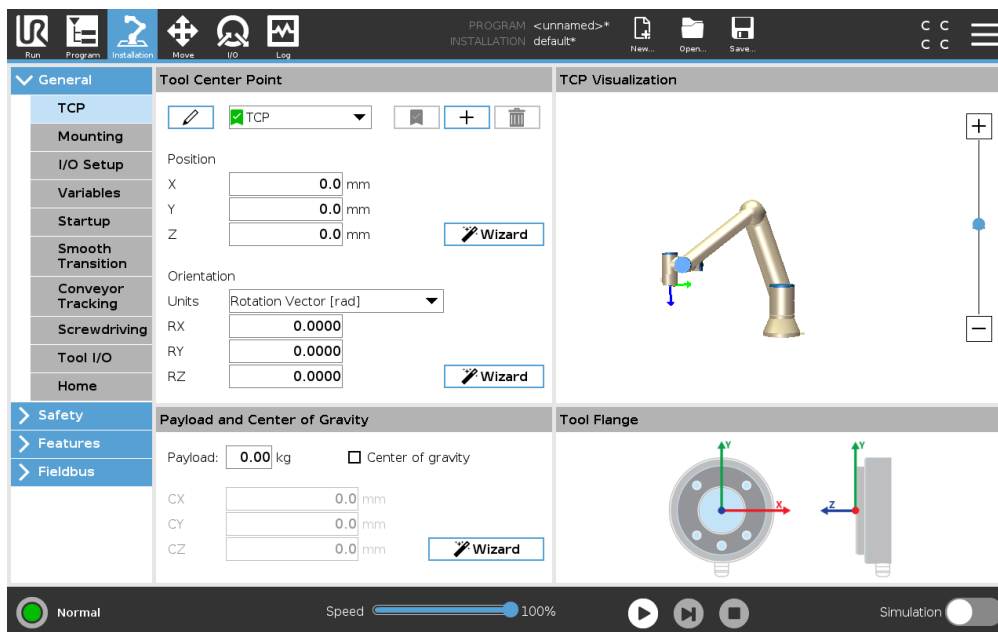 PROGRAM <unnamed>*
INSTALLATION default*
UR
Run
Program
Installation
Move
I/O
Log
New...
Open...
Save...
C C
C C
General
TCP
Mounting
I/O Setup
Variables
Startup
Smooth
Transition
Conveyor
Tracking
Screwdriving
Tool I/O
Home
Safety
Features
Fieldbus
Tool Center Point
TCP
Position
X 0.0 mm
Y 0.0 mm
Z 0.0 mm
Wizard
Orientation
Units Rotation Vector [rad]
RX 0.0000
RY 0.0000
RZ 0.0000
Wizard
Payload and Center of Gravity
Payload: 0.00 kg Center of gravity
CX 0.0 mm
CY 0.0 mm
CZ 0.0 mm
Wizard
TCP Visualization
+
−
Tool Flange
Y
X
Y
Z
Normal
Speed 100%
Simulation